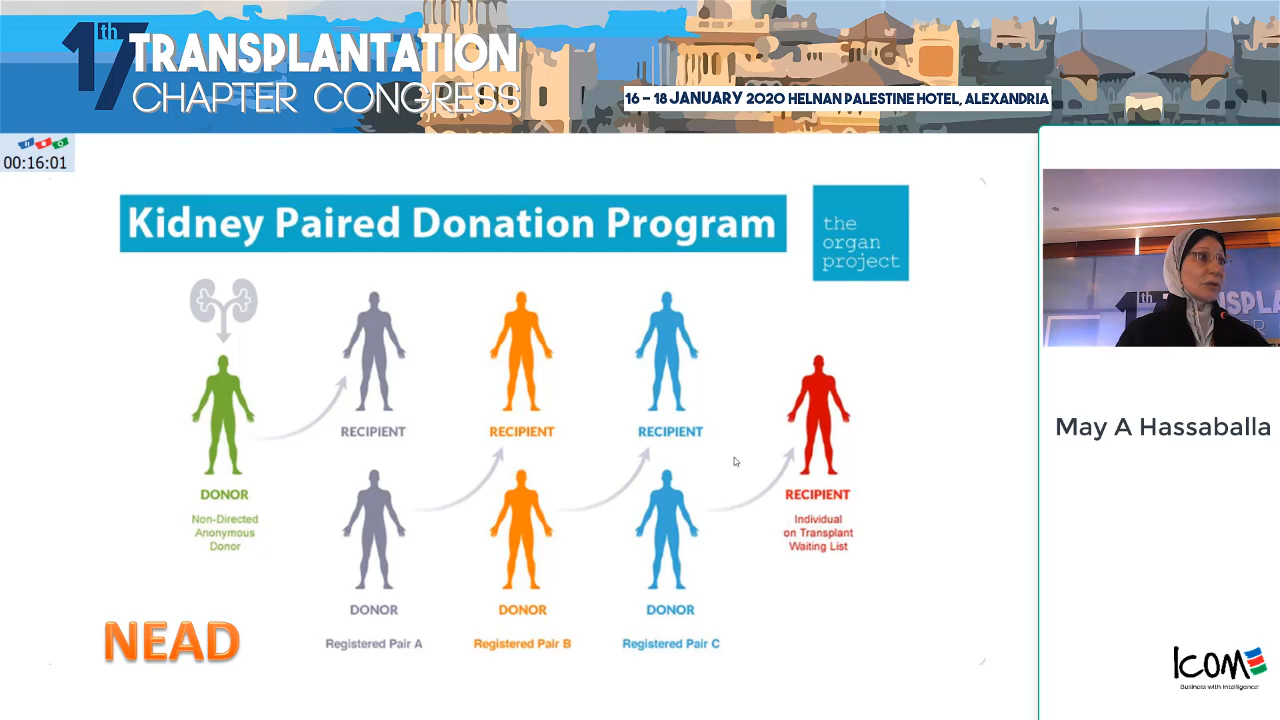 17th TRANSPLANTATION
CHAPTER CONGRESS
16 - 18 JANUARY 2020 HELNAN PALESTINE HOTEL, ALEXANDRIA
00:16:01
Kidney Paired Donation Program
the
organ
project
RECIPIENT
RECIPIENT
RECIPIENT
DONOR
Non-Directed
Anonymous
Donor
RECIPIENT
Individual
on Transplant
Waiting List
DONOR
DONOR
DONOR
Registered Pair A
Registered Pair B
Registered Pair C
NEAD
May A Hassaballa
ICOM
Business with Intelligence